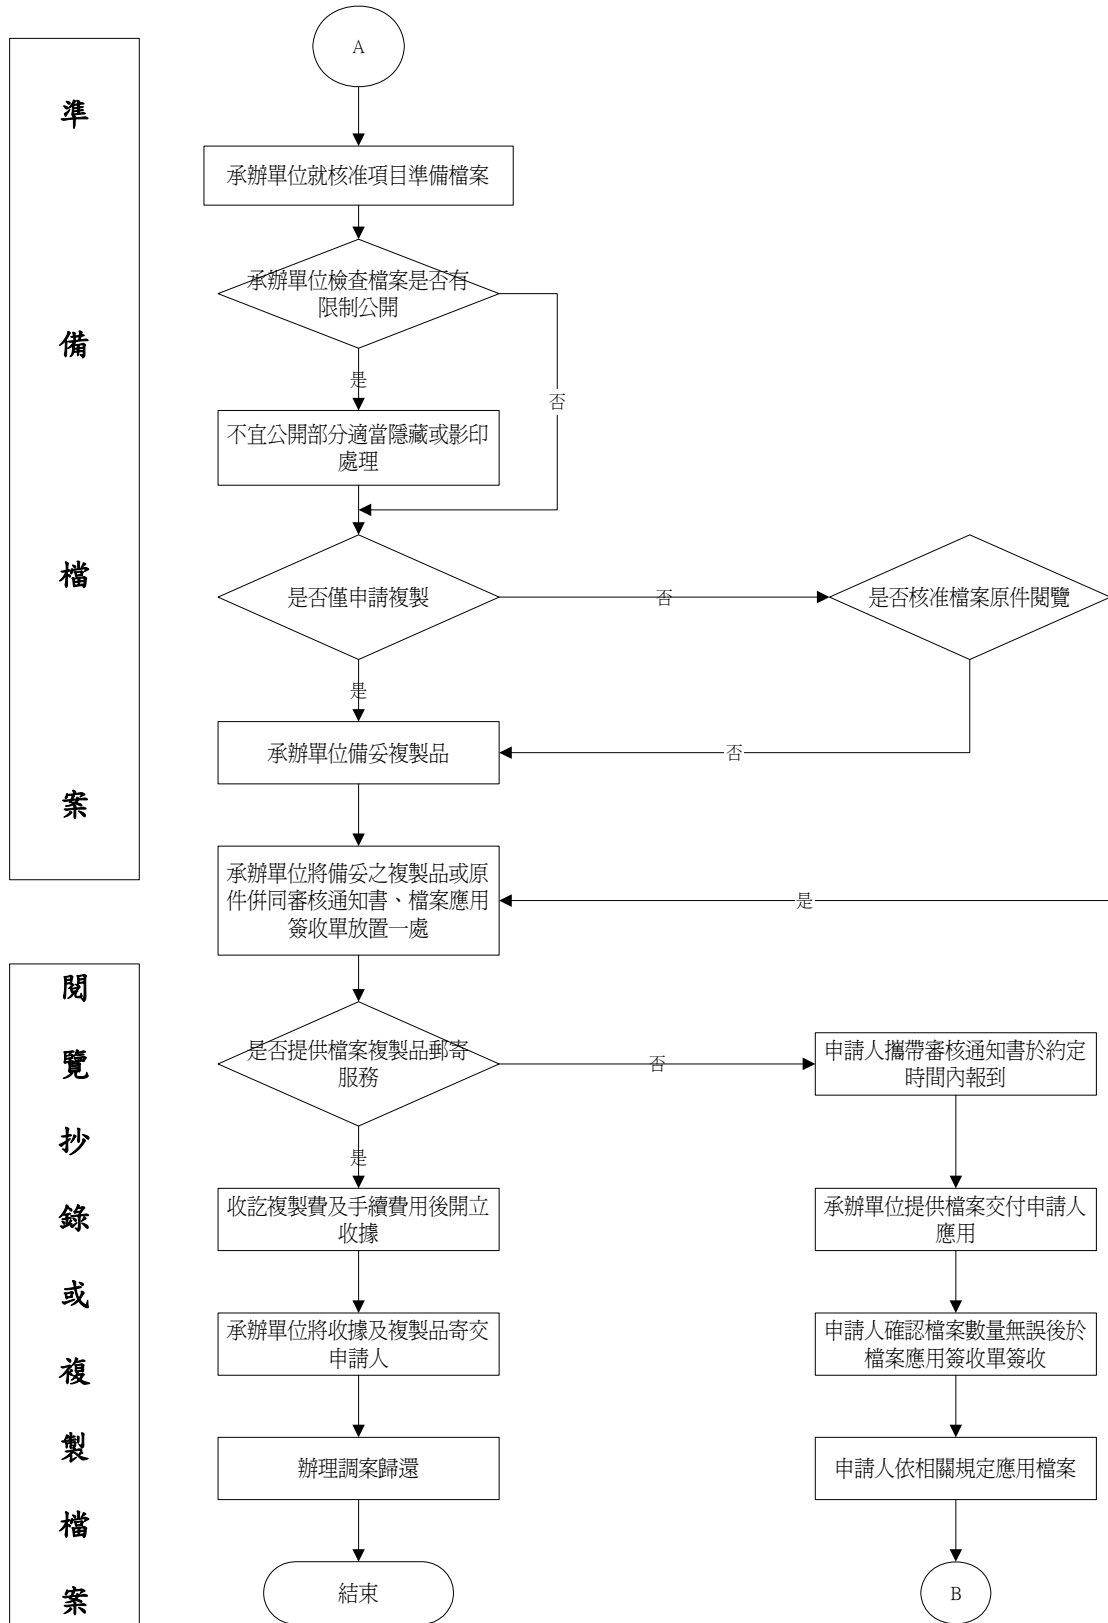 準
備
檔
案
A
承辦單位就核准項目準備檔案
承辦單位檢查檔案是否有
限制公開
是
否
不宜公開部分適當隱藏或影印
處理
是否僅申請複製
否
是否核准檔案原件閱覽
是
承辦單位備妥複製品
否
承辦單位將備妥之複製品或原
件併同審核通知書、檔案應用
簽收單放置一處
是
閱
覽
抄
錄
或
複
製
檔
案
是否提供檔案複製品郵寄
服務
否
申請人攜帶審核通知書於約定
時間內報到
是
收訖複製費及手續費用後開立
收據
承辦單位提供檔案交付申請人
應用
承辦單位將收據及複製品寄交
申請人
申請人確認檔案數量無誤後於
檔案應用簽收單簽收
辦理調案歸還
申請人依相關規定應用檔案
結束
B